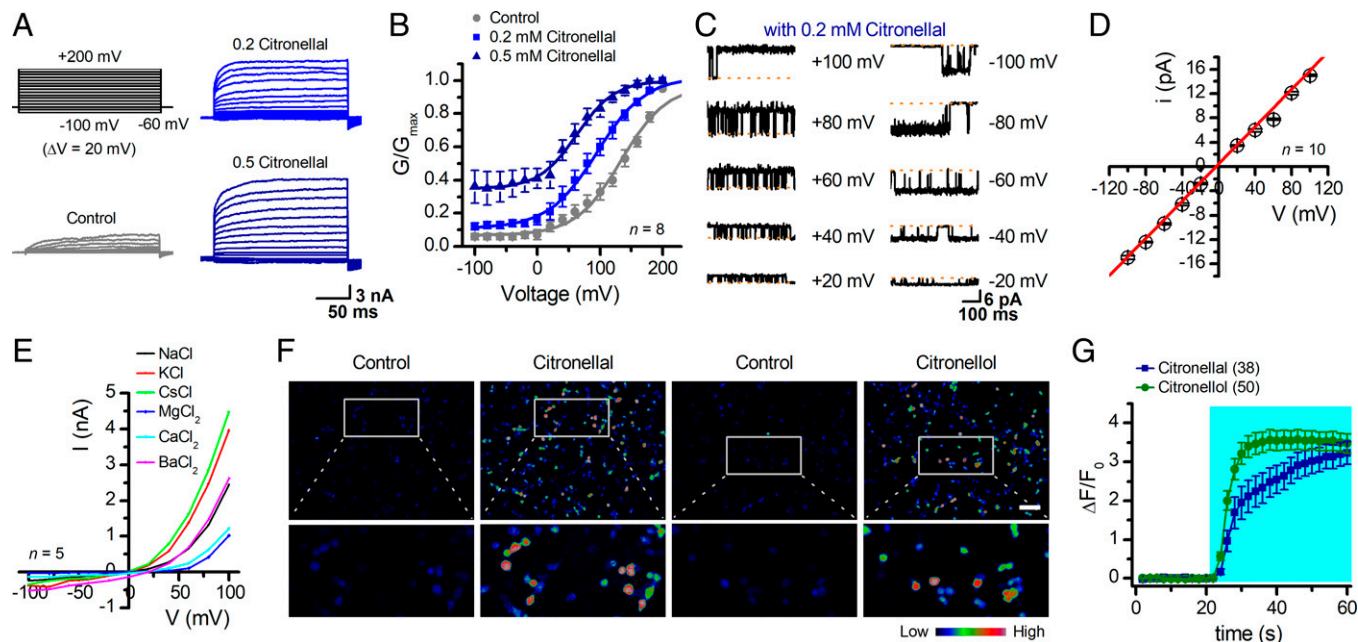 A
+200 mV
-100 mV
-60 mV
(ΔV = 20 mV)
Control
0.2 Citronellal
0.5 Citronellal
3 nA
50 ms
B
Control
0.2 mM Citronellal
0.5 mM Citronellal
G/Gmax
1.0
0.8
0.6
0.4
0.2
0.0
n = 8
-100
0
100
200
Voltage (mV)
C
with 0.2 mM Citronellal
+100 mV
-100 mV
+80 mV
-80 mV
+60 mV
-60 mV
+40 mV
-40 mV
+20 mV
-20 mV
6 pA
100 ms
D
i (pA)
16
12
8
4
0
n = 10
-120
-80
-40
0
40
80
120
V (mV)
-4
-8
-12
-16
E
NaCl
KCl
CsCl
MgCl2
CaCl2
BaCl2
I (nA)
5
4
3
2
1
0
-1
n = 5
-100
-50
0
50
100
V (mV)
F
Control
Citronellal
Control
Citronellol
Low
High
G
Citronellal (38)
Citronellol (50)
ΔF/F0
4
3
2
1
0
0
20
40
60
time (s)